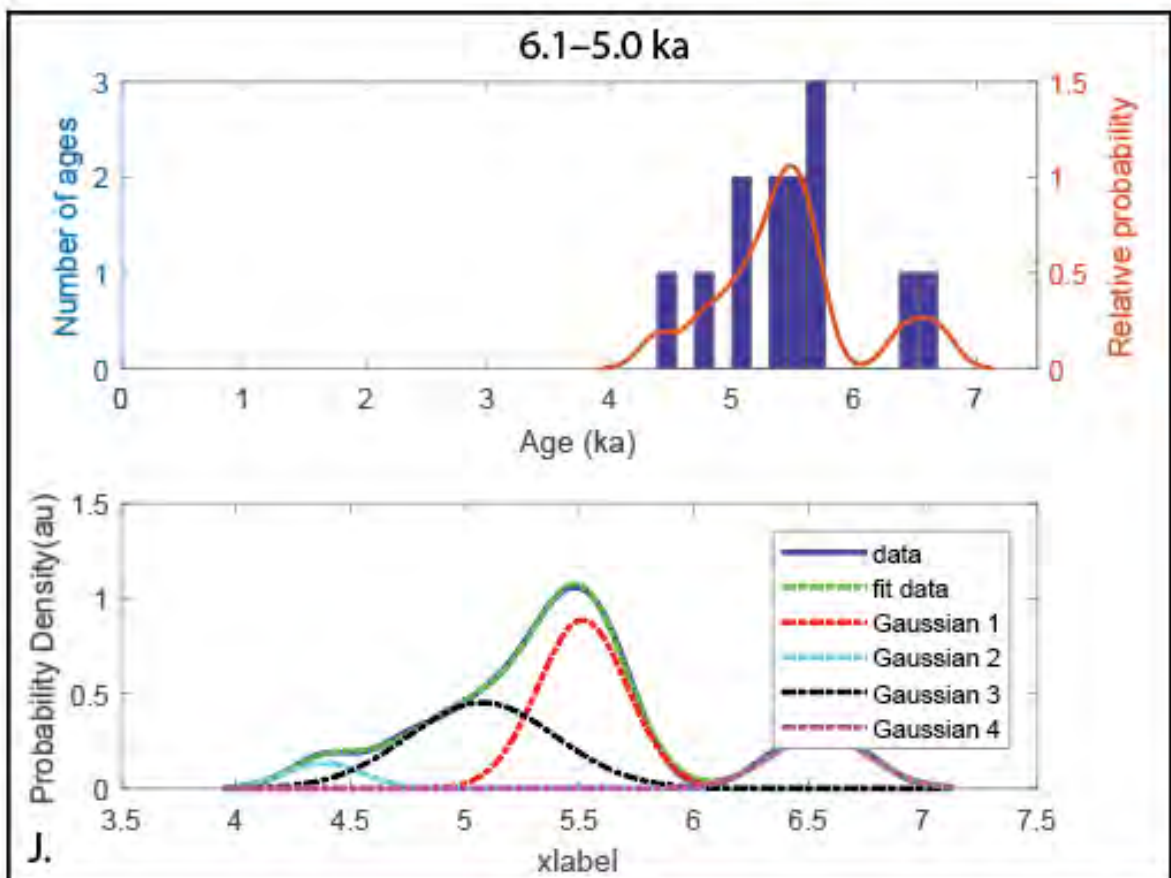 6.1–5.0 ka
3 1.5
2 1
1 0.5
0 0
Number of ages
Relative probability
0 1 2 3 4 5 6 7
Age (ka)
1.5
1
0.5
0
Probability Density(au)
data
fit data
Gaussian 1
Gaussian 2
Gaussian 3
Gaussian 4
3.5 4 4.5 5 5.5 6 6.5 7 7.5
J. xlabel